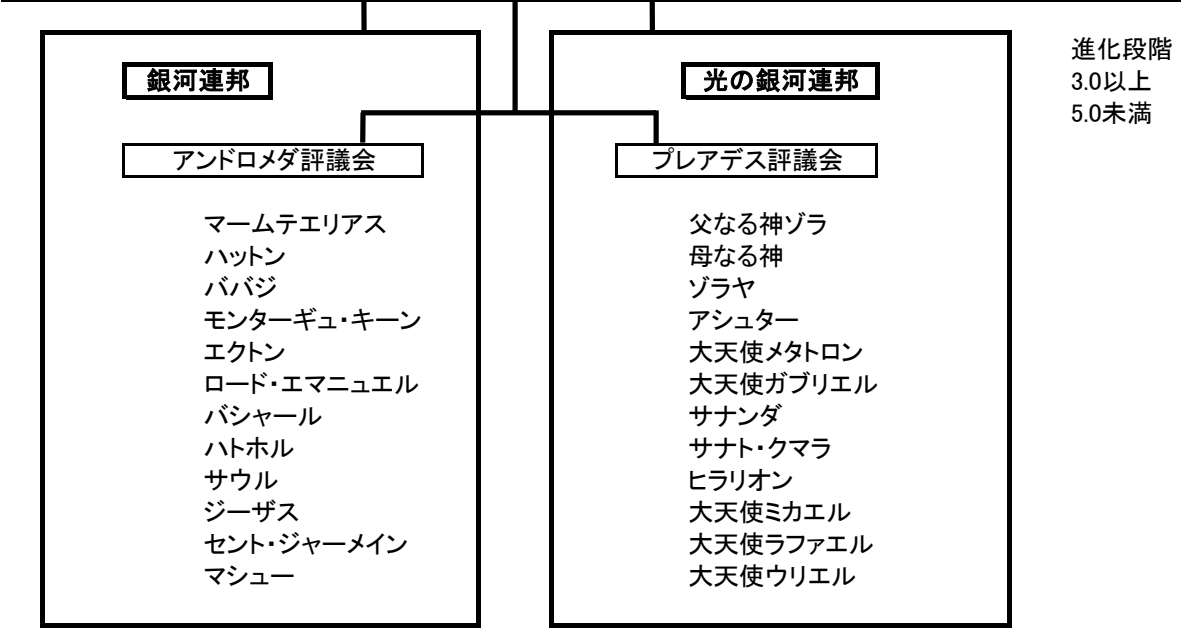 銀河連邦
アンドロメダ評議会
マームテエリアス
ハットン
ババジ
モンターギュ・キーン
エクトン
ロード・エマニュエル
バシャール
ハトホル
サウル
ジーザス
セント・ジャーメイン
マシュー
光の銀河連邦
プレアデス評議会
父なる神ゾラ
母なる神
ゾラヤ
アシュター
大天使メタトロン
大天使ガブリエル
サナンダ
サナト・クマラ
ヒラリオン
大天使ミカエル
大天使ラファエル
大天使ウリエル
進化段階
3.0以上
5.0未満